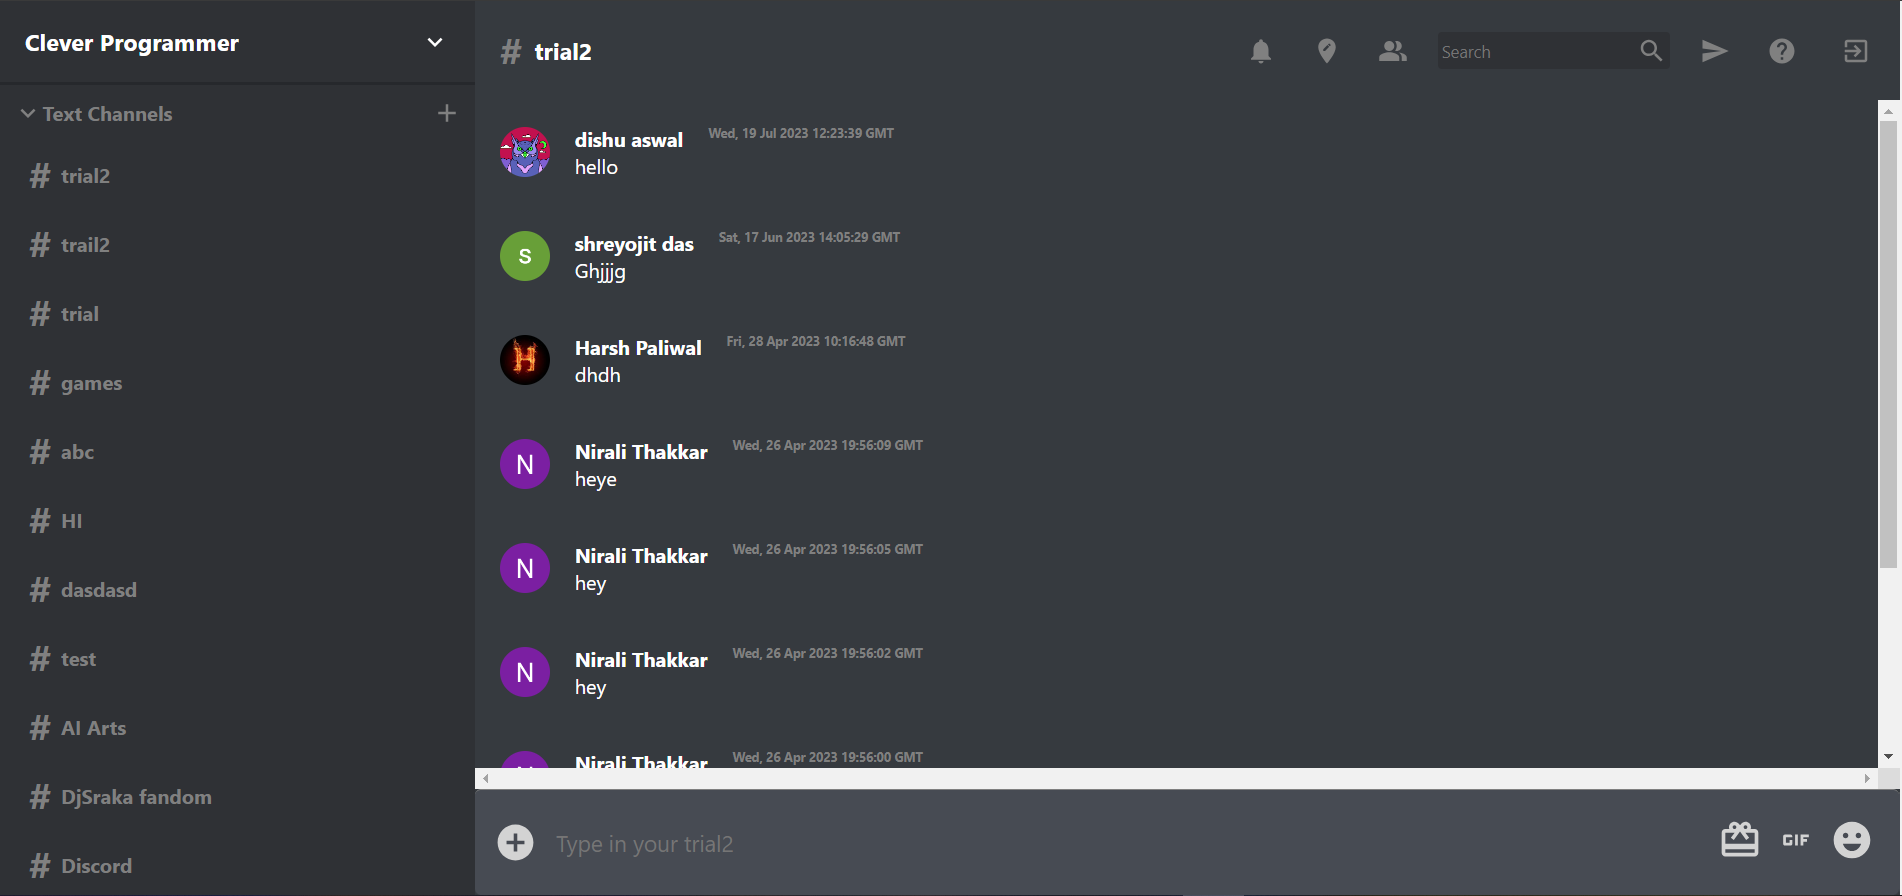 Clever Programmer
Text Channels
# trial2
# trail2
# trial
# games
# abc
# HI
# dasdasd
# test
# AI Arts
# DjSraka fandom
# Discord
# trial2
Search
dishu aswal Wed, 19 Jul 2023 12:23:39 GMT
hello
S
shreyojit das Sat, 17 Jun 2023 14:05:29 GMT
Ghjjjg
H
Harsh Paliwal Fri, 28 Apr 2023 10:16:48 GMT
dhdh
N
Nirali Thakkar Wed, 26 Apr 2023 19:56:09 GMT
heye
N
Nirali Thakkar Wed, 26 Apr 2023 19:56:05 GMT
hey
N
Nirali Thakkar Wed, 26 Apr 2023 19:56:02 GMT
hey
Nirali Thakkar Wed, 26 Apr 2023 19:56:00 GMT
Type in your trial2
GIF